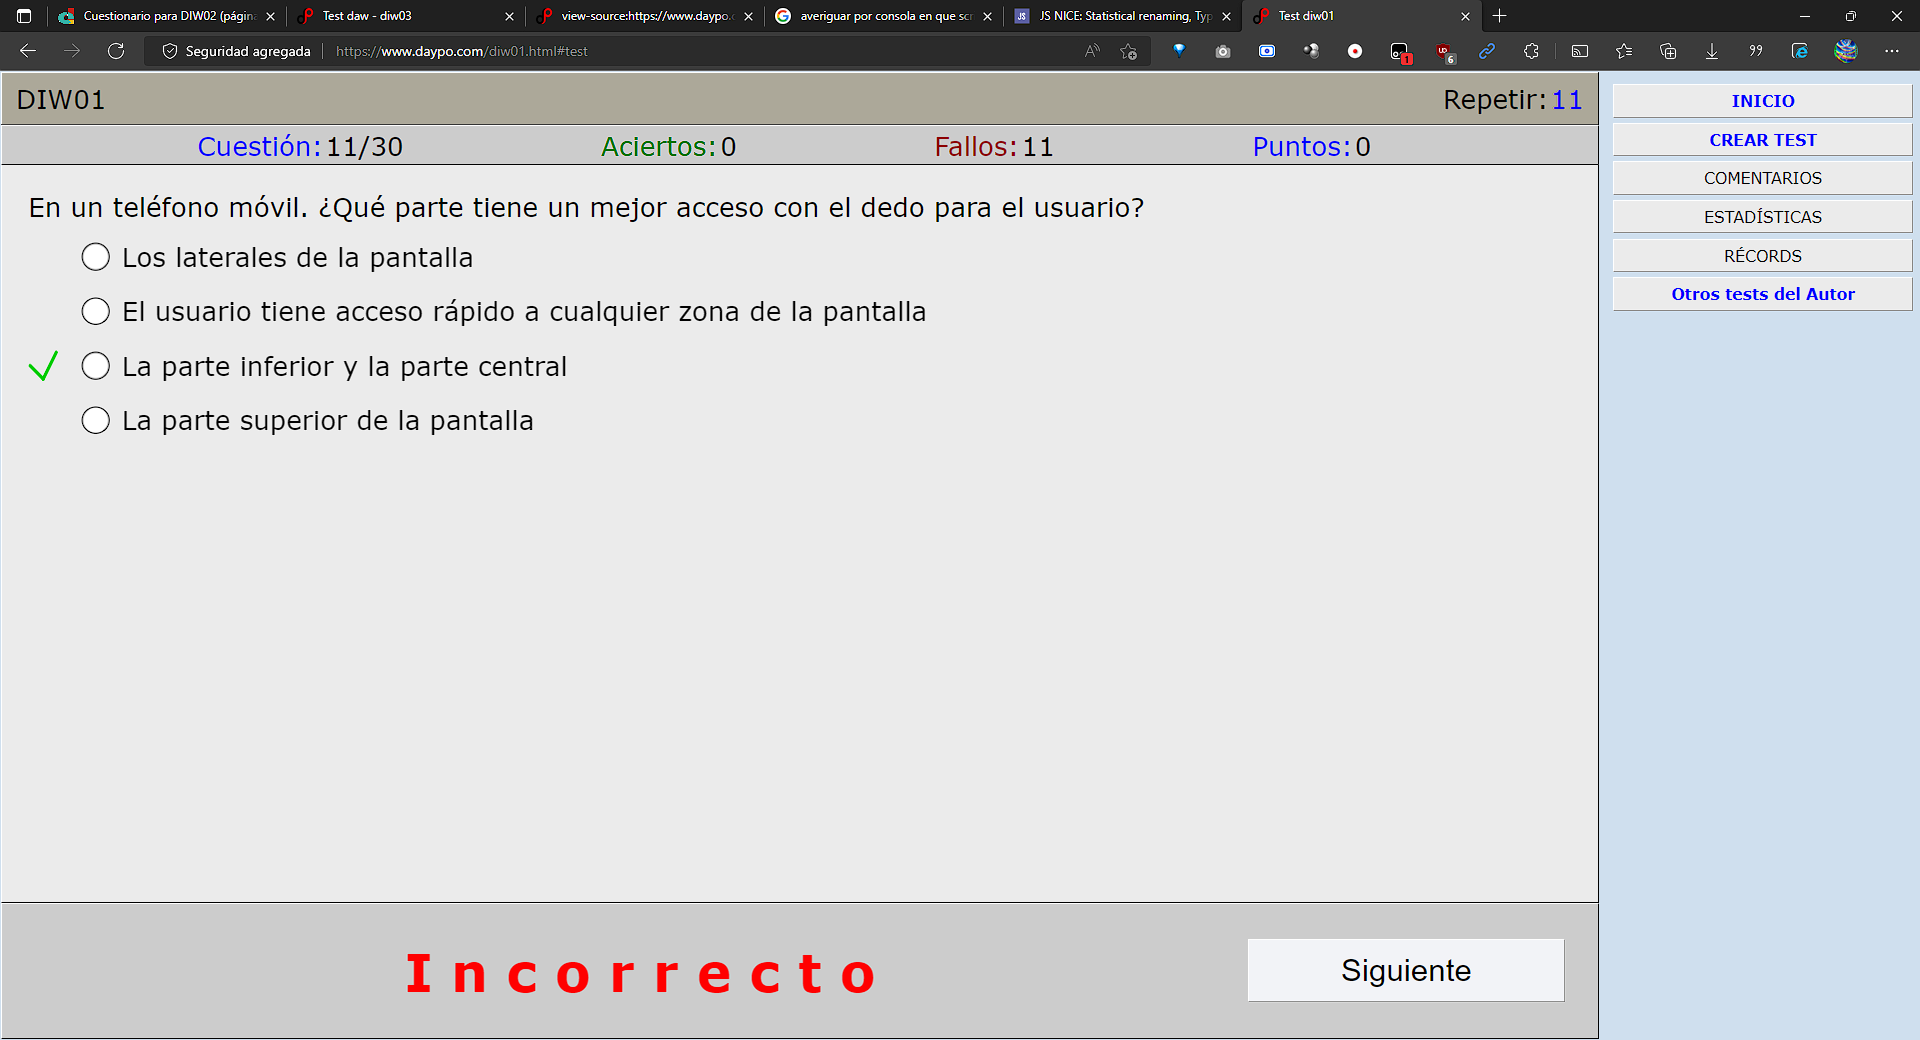 Cuestionario para DIW02 (página
Test daw - diw03
view-source:https://www.daypo.c
averiguar por consola en que scr
JS NICE: Statistical renaming, Typ
Test diw01
Seguridad agregada
https://www.daypo.com/diw01.html#test
DIW01
Repetir: 11
Cuestión: 11/30
Aciertos: 0
Fallos: 11
Puntos: 0
En un teléfono móvil. ¿Qué parte tiene un mejor acceso con el dedo para el usuario?
Los laterales de la pantalla
El usuario tiene acceso rápido a cualquier zona de la pantalla
La parte inferior y la parte central
La parte superior de la pantalla
Incorrecto
Siguiente
INICIO
CREAR TEST
COMENTARIOS
ESTADÍSTICAS
RÉCORDS
Otros tests del Autor